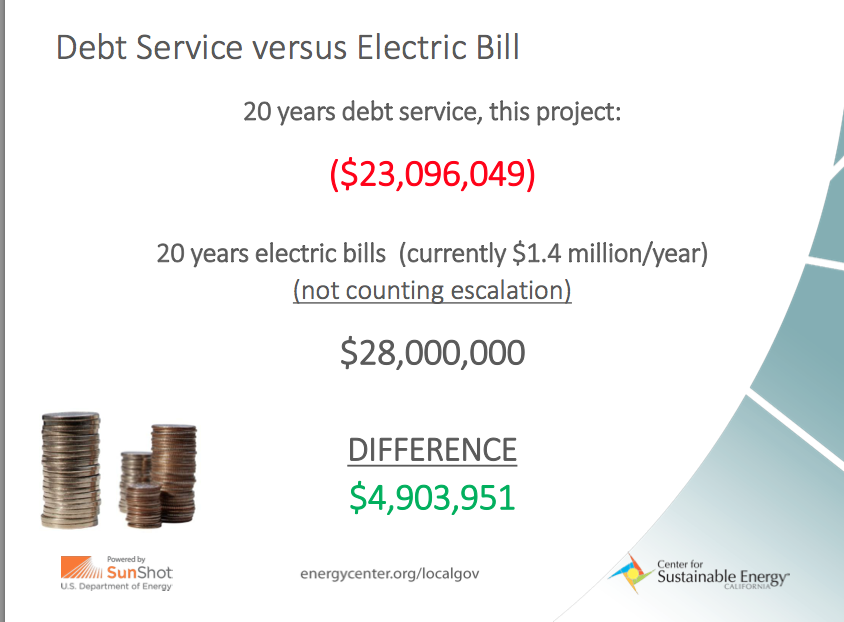 Debt Service versus Electric Bill
20 years debt service, this project:
($23,096,049)
20 years electric bills (currently $1.4 million/year)
(not counting escalation)
$28,000,000
DIFFERENCE
$4,903,951
Powered by
SunShot
U.S. Department of Energy
energycenter.org/localgov
Center for
Sustainable Energy™
CALIFORNIA